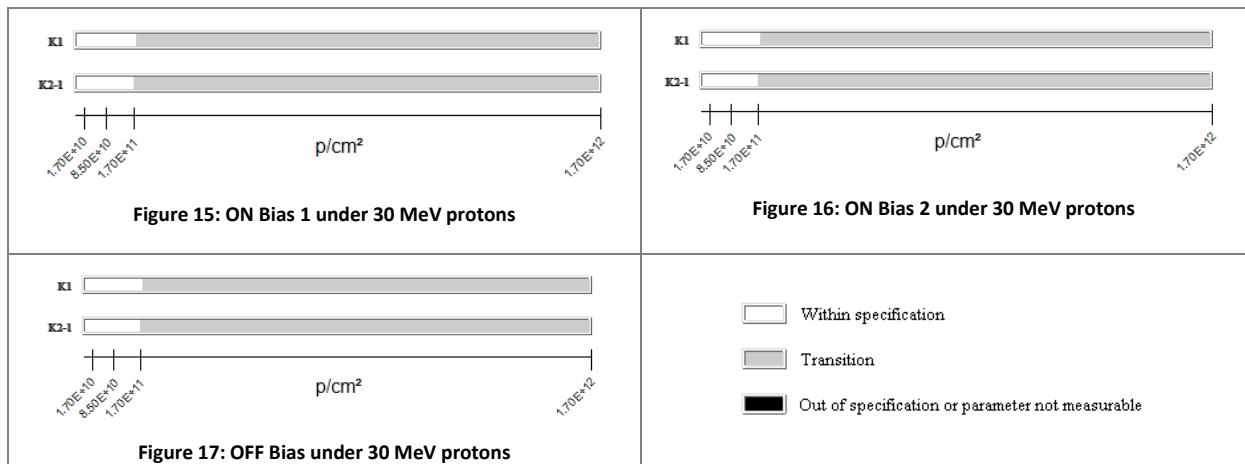 K1
K2-1
1.70E+10
8.50E+10
1.70E+11
1.70E+12
p/cm²
Figure 15: ON Bias 1 under 30 MeV protons
K1
K2-1
1.70E+10
8.50E+10
1.70E+11
1.70E+12
p/cm²
Figure 16: ON Bias 2 under 30 MeV protons
K1
K2-1
1.70E+10
8.50E+10
1.70E+11
1.70E+12
p/cm²
Figure 17: OFF Bias under 30 MeV protons
Within specification
Transition
Out of specification or parameter not measurable